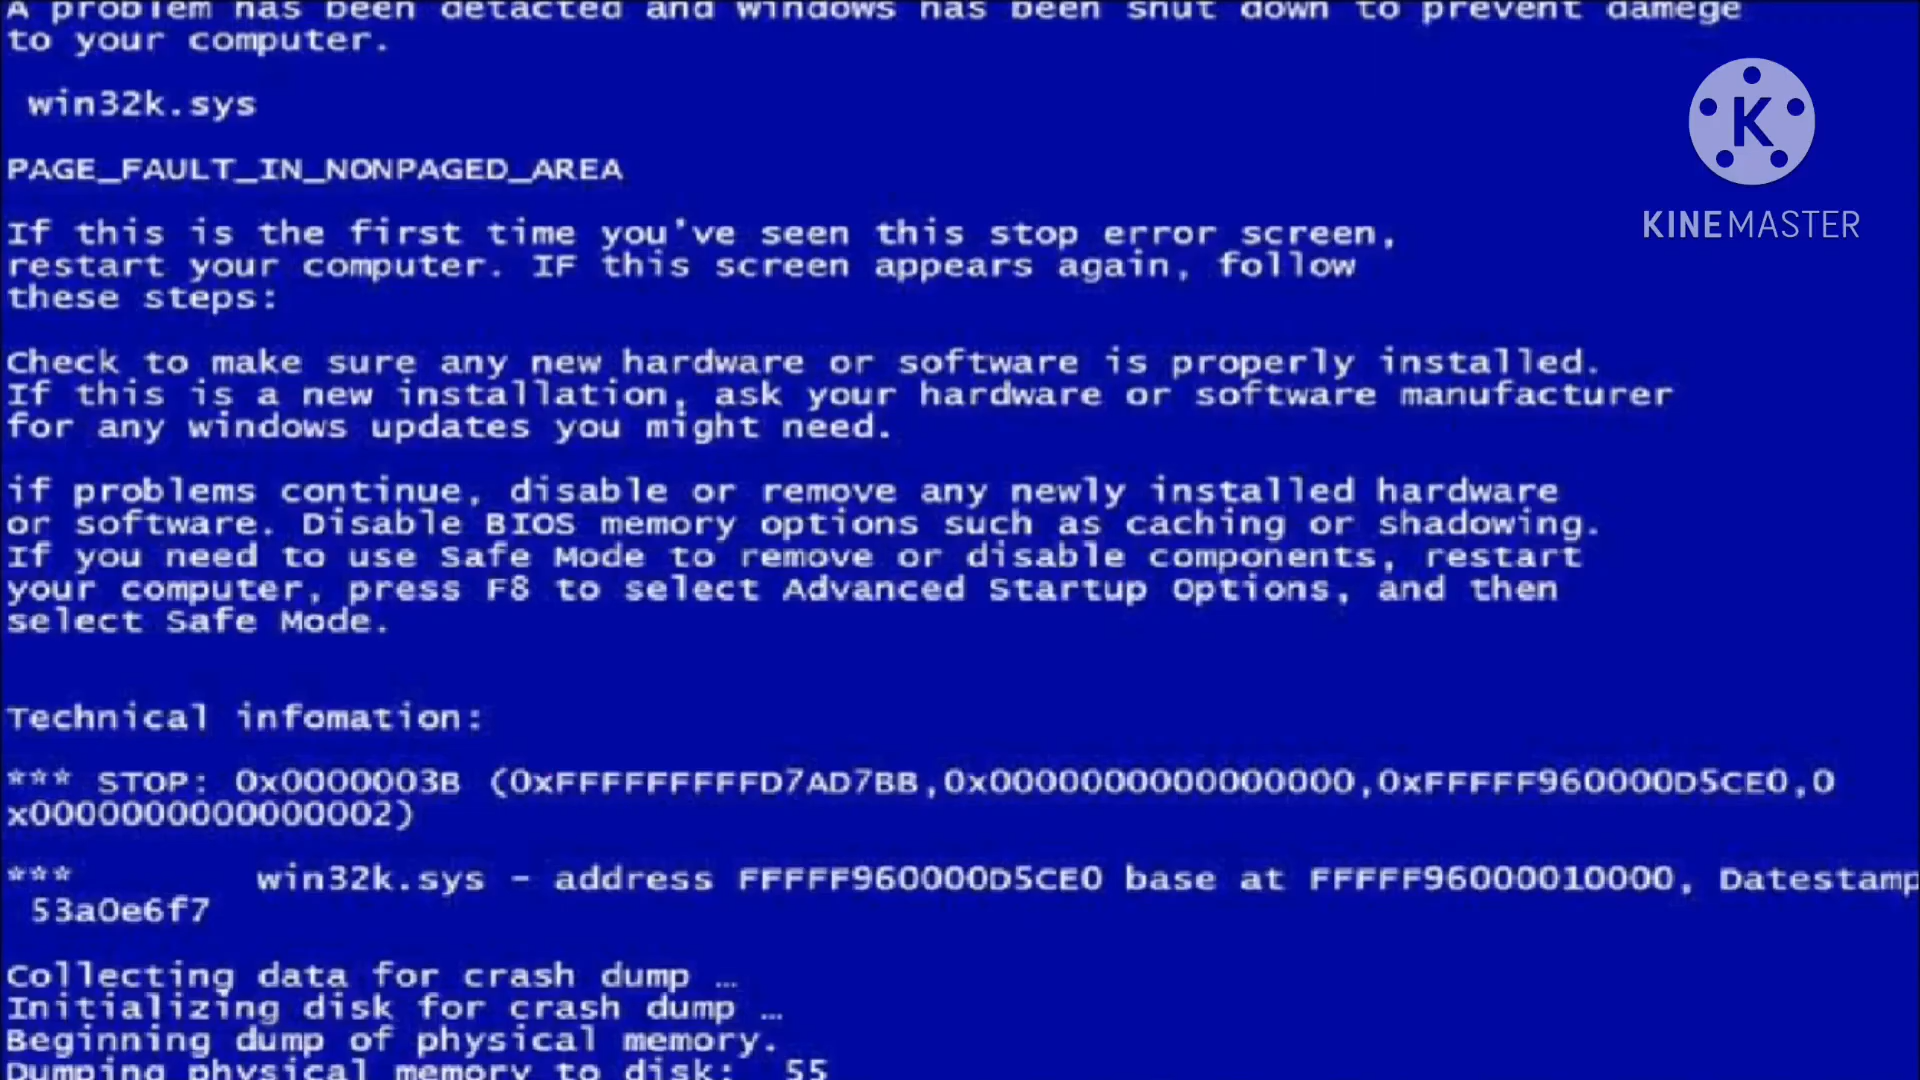 A problem has been detacted and windows has been shut down to prevent damege
to your computer.
win32k.sys
K
KINEMASTER
PAGE_FAULT_IN_NONPAGED_AREA
If this is the first time you've seen this stop error screen,
restart your computer. IF this screen appears again, follow
these steps:
Check to make sure any new hardware or software is properly installed.
If this is a new installation, ask your hardware or software manufacturer
for any windows updates you might need.
if problems continue, disable or remove any newly installed hardware
or software. Disable BIOS memory options such as caching or shadowing.
If you need to use Safe Mode to remove or disable components, restart
your computer, press F8 to select Advanced Startup Options, and then
select Safe Mode.
Technical infomation:
*** STOP: 0x0000003B (0xFFFFFFFFFD7AD7BB,0x0000000000000000,0xFFFFF960000D5CE0,0
x0000000000000002)
*** win32k.sys - address FFFFF960000D5CE0 base at FFFFF96000010000, Datestamp
53a0e6f7
Collecting data for crash dump ...
Initializing disk for crash dump ...
Beginning dump of physical memory.
Dumping physical memory to disk: 55